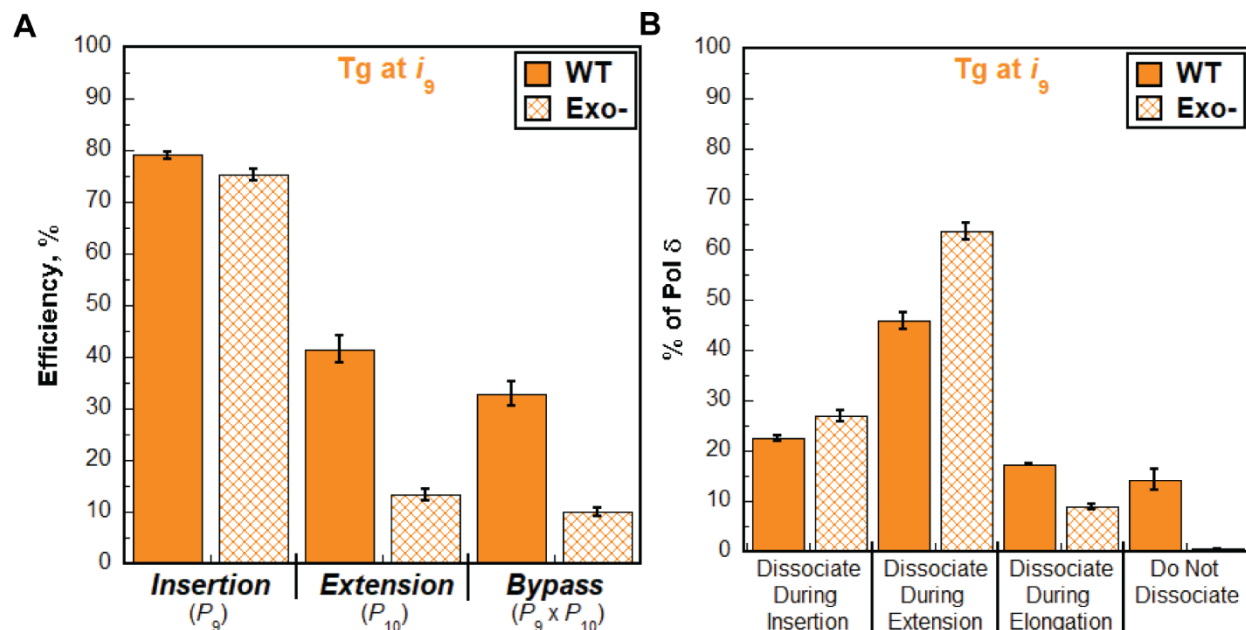 A
Efficiency, %
100
90
80
70
60
50
40
30
20
10
0
Tg at i9
WT
Exo-
Insertion
Extension
Bypass
(P9)
(P10)
(P9 x P10)
B
% of Pol δ
100
90
80
70
60
50
40
30
20
10
0
Tg at i9
WT
Exo-
Dissociate
During
Insertion
Dissociate
During
Extension
Dissociate
During
Elongation
Do Not
Dissociate